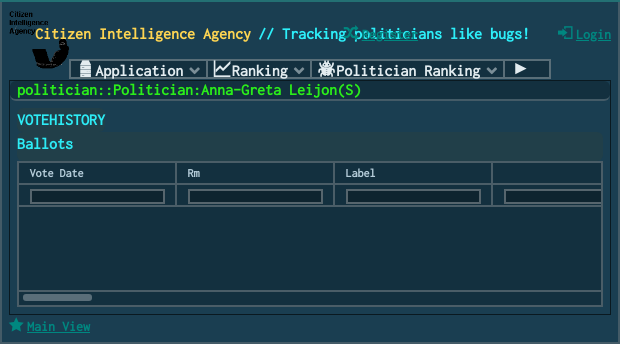 Citizen
Intelligence
Agency
Citizen Intelligence Agency // Tracking politicians like bugs!
Register
Login
Application Ranking Politician Ranking
politician::Politician:Anna-Greta Leijon(S)
VOTEHISTORY
Ballots
Vote Date Rm Label
Main View